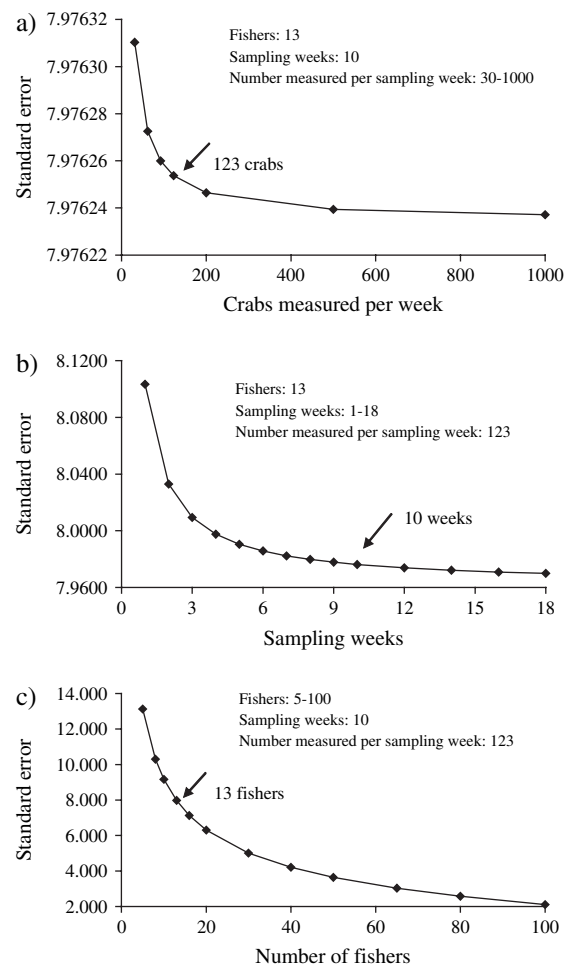 a)
7.97632
7.97630
7.97628
7.97626
7.97624
7.97622
Standard error
Fishers: 13
Sampling weeks: 10
Number measured per sampling week: 30-1000
123 crabs
0 200 400 600 800 1000
Crabs measured per week
b)
8.1200
8.0800
8.0400
8.0000
7.9600
Standard error
Fishers: 13
Sampling weeks: 1-18
Number measured per sampling week: 123
10 weeks
0 3 6 9 12 15 18
Sampling weeks
c)
14.000
12.000
10.000
8.000
6.000
4.000
2.000
Standard error
Fishers: 5-100
Sampling weeks: 10
Number measured per sampling week: 123
13 fishers
0 20 40 60 80 100
Number of fishers